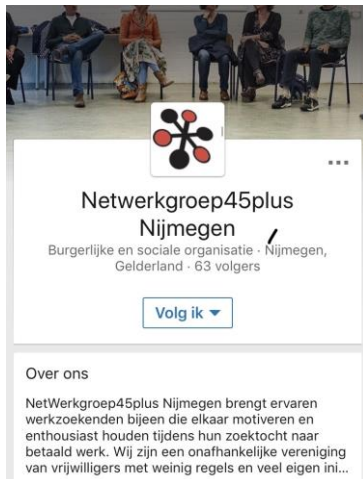 Netwerkgroep45plus
Nijmegen
Burgerlijke en sociale organisatie · Nijmegen,
Gelderland · 63 volgers
Volg ik
Over ons
NetWerkgroep45plus Nijmegen brengt ervaren
werkzoekenden bijeen die elkaar motiveren en
enthousiast houden tijdens hun zoektocht naar
betaald werk. Wij zijn een onafhankelijke vereniging
van vrijwilligers met weinig regels en veel eigen ini...